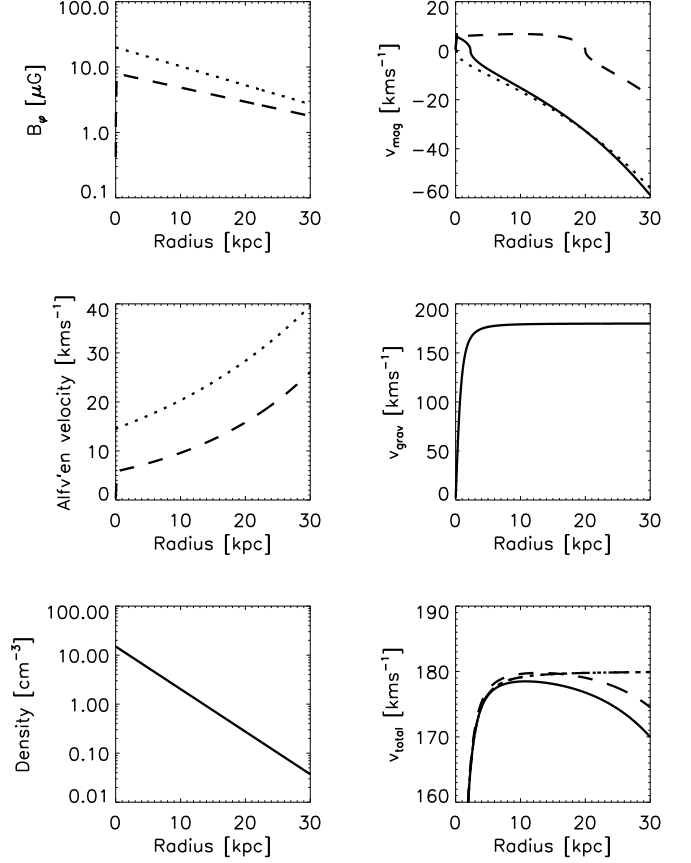 100.0
10.0
1.0
0.1
B_φ [μG]
0 10 20 30
Radius [kpc]
20
0
−20
−40
−60
v_mag [kms⁻¹]
0 10 20 30
Radius [kpc]
40
30
20
10
0
Alfv'en velocity [kms⁻¹]
0 10 20 30
Radius [kpc]
200
150
100
50
0
v_grav [kms⁻¹]
0 10 20 30
Radius [kpc]
100.00
10.00
1.00
0.10
0.01
Density [cm⁻³]
0 10 20 30
Radius [kpc]
190
180
170
160
v_total [kms⁻¹]
0 10 20 30
Radius [kpc]